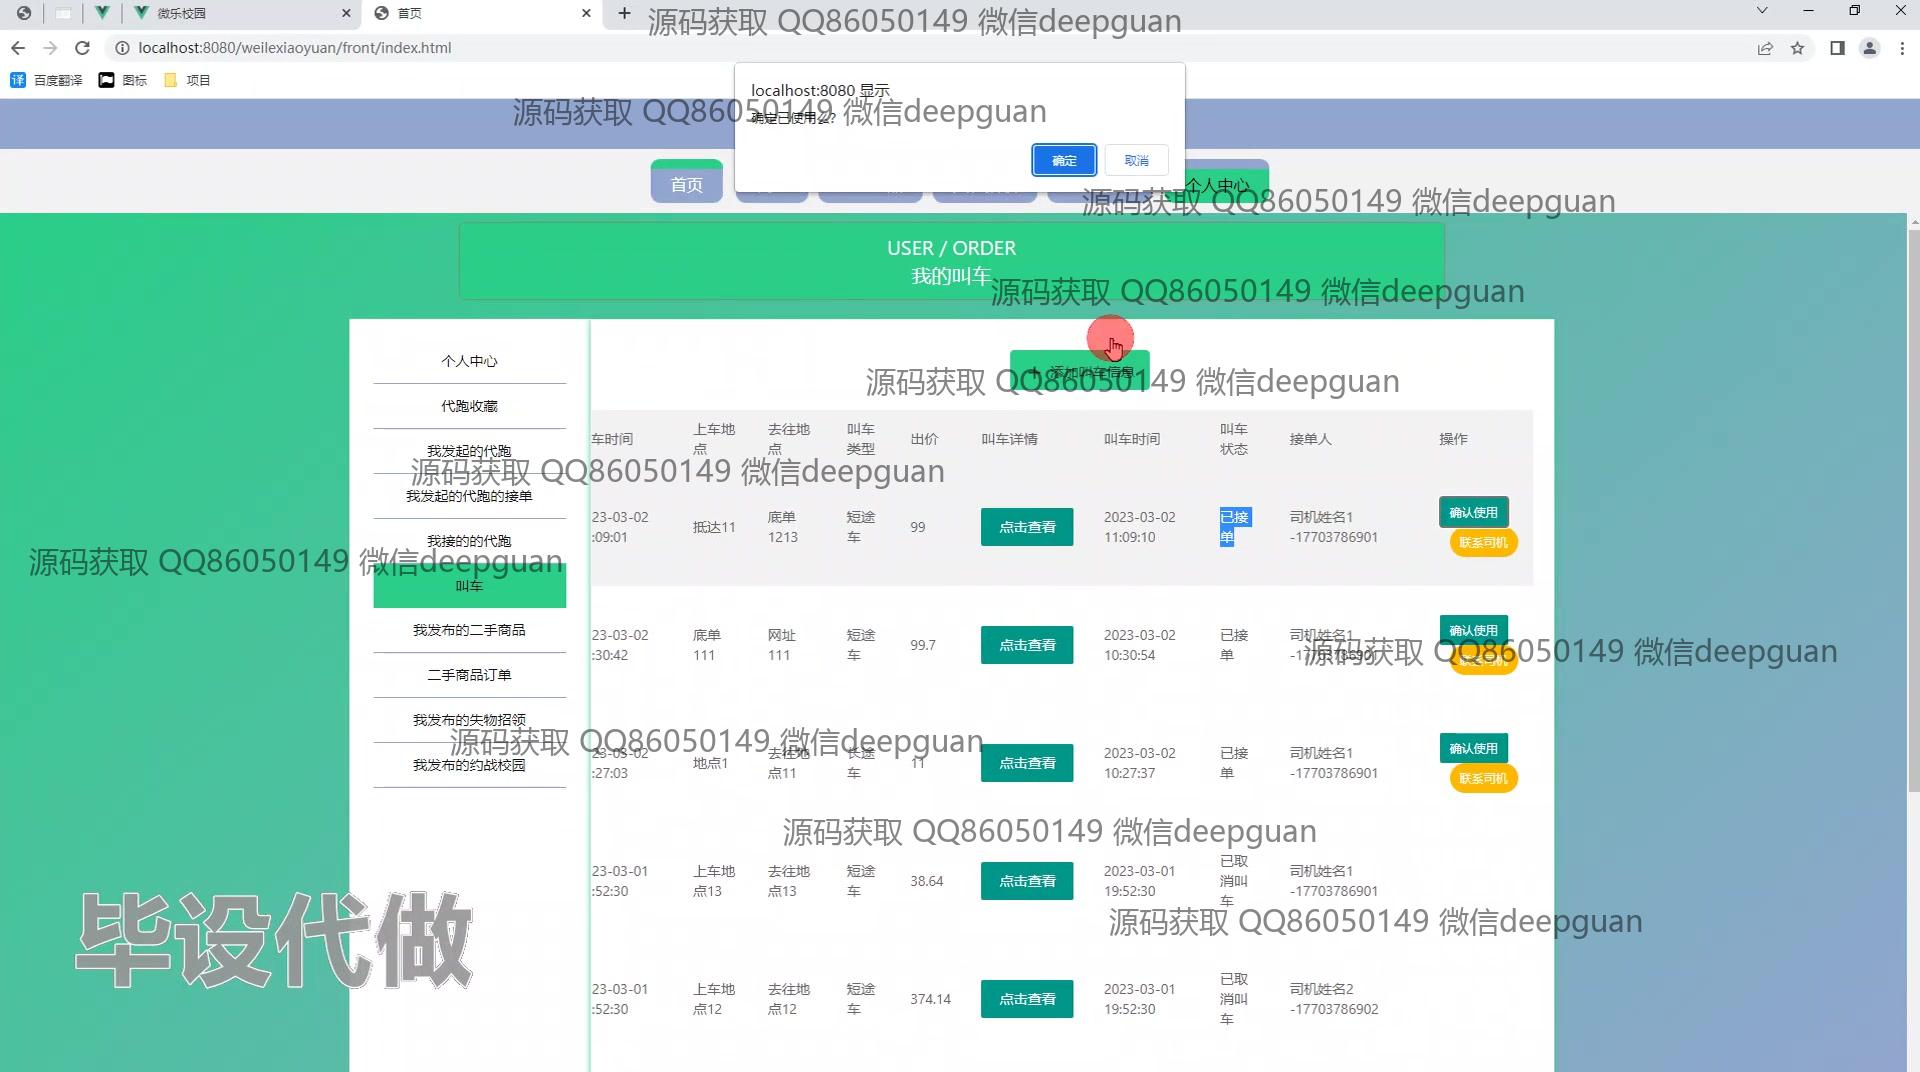 微乐校园
首页
源码获取 QQ86050149 微信deepguan
localhost:8080/weilexiaoyuan/front/index.html
百度翻译
图标
项目
localhost:8080 显示
确定已使用么?
源码获取 QQ86050149 微信deepguan
确定
取消
首页
个人中心
源码获取 QQ86050149 微信deepguan
USER / ORDER
我的叫车
源码获取 QQ86050149 微信deepguan
个人中心
代跑收藏
我发起的代跑
我发起的代跑的接单
我接的的代跑
叫车
我发布的二手商品
二手商品订单
我发布的失物招领
我发布的约战校园
+ 添加叫车信息
源码获取 QQ86050149 微信deepguan
车时间 上车地点 去往地点 叫车类型 出价 叫车详情 叫车时间 叫车状态 接单人 操作
源码获取 QQ86050149 微信deepguan
23-03-02 :09:01 抵达11 底单1213 短途车 99 点击查看 2023-03-02 11:09:10 已接单 司机姓名1 -17703786901 确认使用 联系司机
源码获取 QQ86050149 微信deepguan
23-03-02 :30:42 底单111 网址111 短途车 99.7 点击查看 2023-03-02 10:30:54 已接单 司机姓名1 -17703786901 确认使用 联系司机
源码获取 QQ86050149 微信deepguan
23-03-02 :27:03 地点1 去往地点11 长途车 11 点击查看 2023-03-02 10:27:37 已接单 司机姓名1 -17703786901 确认使用 联系司机
源码获取 QQ86050149 微信deepguan
源码获取 QQ86050149 微信deepguan
23-03-01 :52:30 上车地点13 去往地点13 短途车 38.64 点击查看 2023-03-01 19:52:30 已取消叫车 司机姓名1 -17703786901
源码获取 QQ86050149 微信deepguan
23-03-01 :52:30 上车地点12 去往地点12 短途车 374.14 点击查看 2023-03-01 19:52:30 已取消叫车 司机姓名2 -17703786902
毕设代做